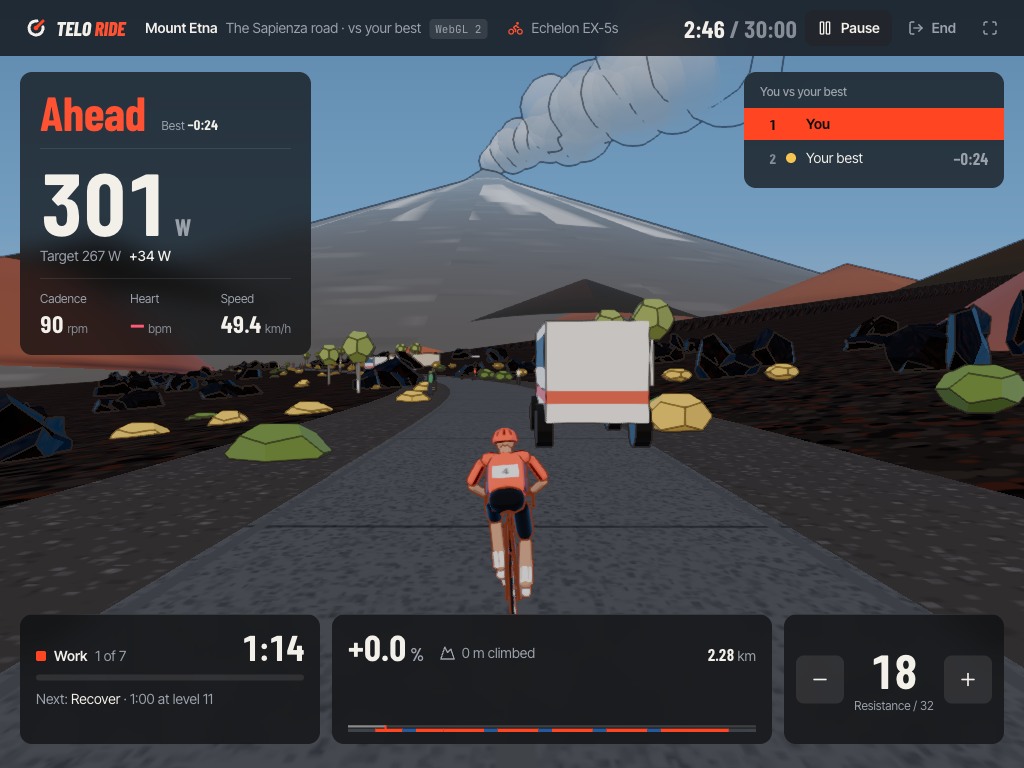 TELO RIDE Mount Etna The Sapienza road · vs your best WebGL 2 Echelon EX-5s 2:46 / 30:00 Pause End
Ahead Best −0:24
301 W
Target 267 W +34 W
Cadence Heart Speed
90 rpm – bpm 49.4 km/h
You vs your best
1 You
2 Your best −0:24
4
Work 1 of 7 1:14
Next: Recover · 1:00 at level 11
+0.0 % 0 m climbed 2.28 km
− 18 +
Resistance / 32